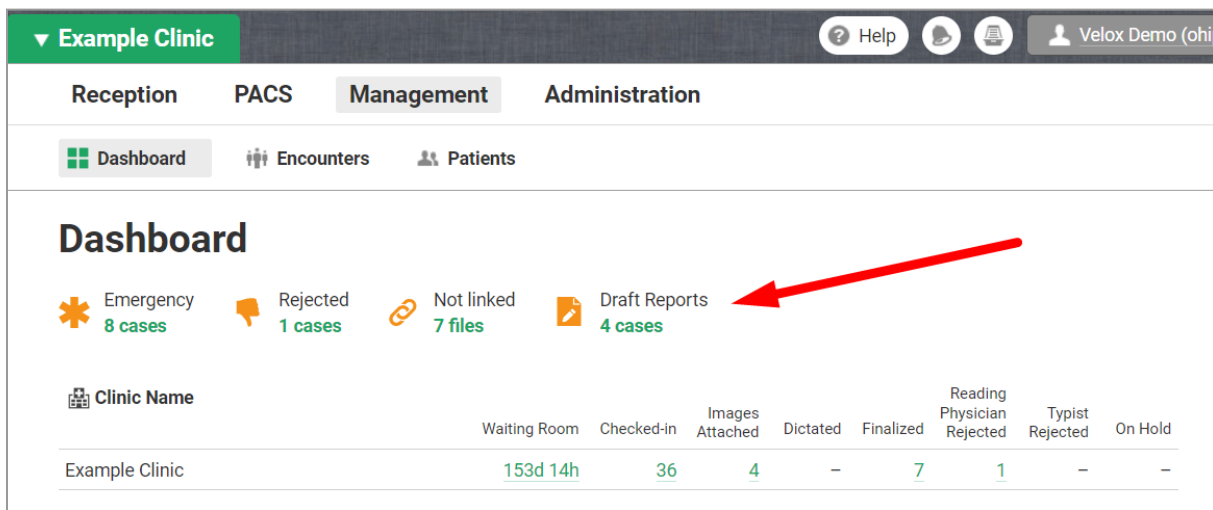 Example Clinic
Help
Velox Demo (ohi
Reception PACS Management Administration
Dashboard Encounters Patients
Dashboard
Emergency
8 cases
Rejected
1 cases
Not linked
7 files
Draft Reports
4 cases
Clinic Name
Waiting Room
Checked-in
Images
Attached
Dictated
Finalized
Reading
Physician
Rejected
Typist
Rejected
On Hold
Example Clinic 153d 14h 36 4 – 7 1 – –